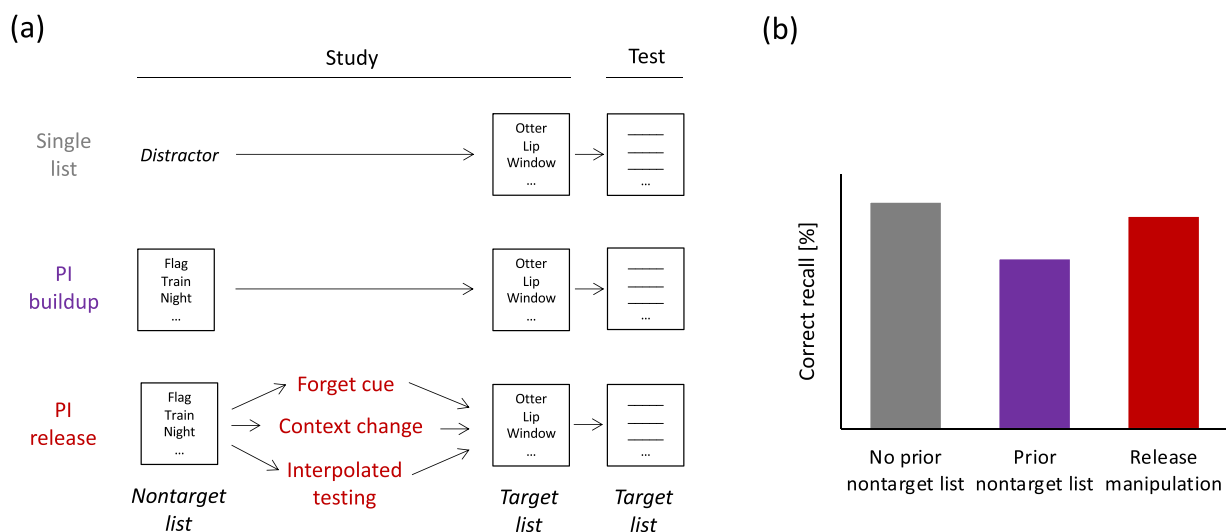 (a)
Study
Test
Single
list
Distractor
Otter
Lip
Window
...
...
PI
buildup
Flag
Train
Night
...
Otter
Lip
Window
...
...
PI
release
Flag
Train
Night
...
Forget cue
Context change
Interpolated
testing
Otter
Lip
Window
...
...
Nontarget
list
Target
list
Target
list
(b)
Correct recall [%]
No prior
nontarget list
Prior
nontarget list
Release
manipulation